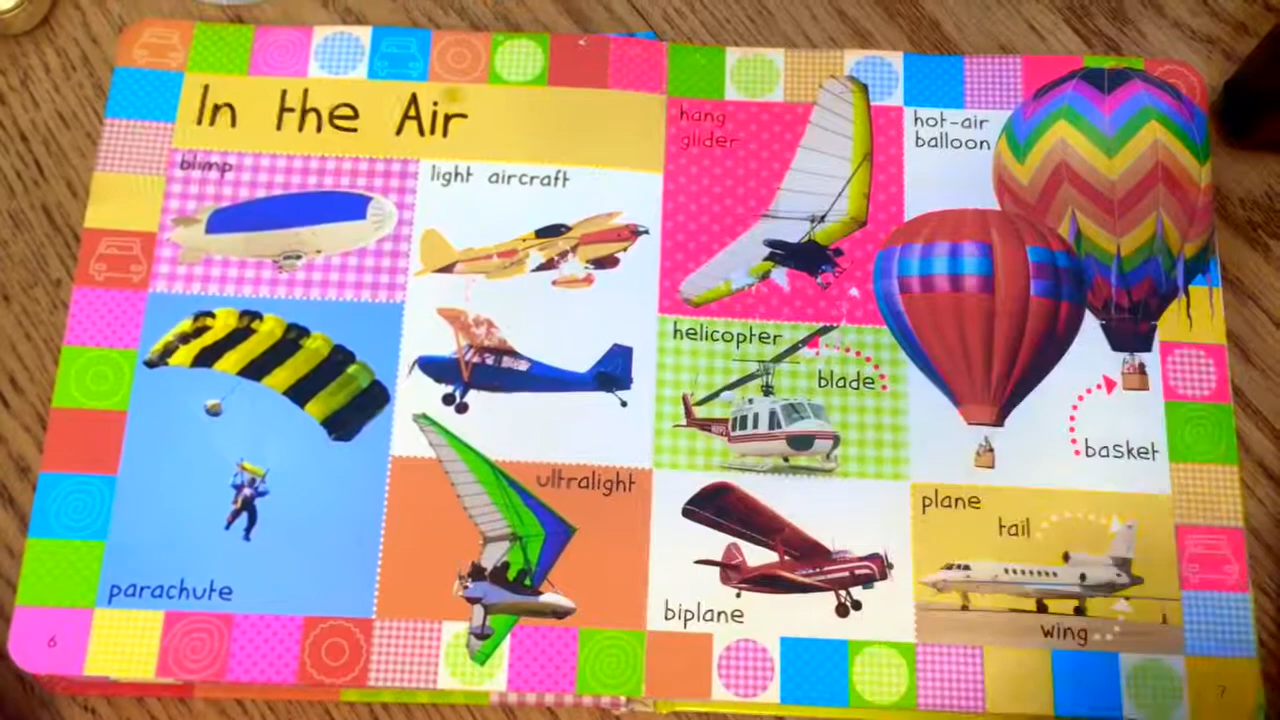 In the Air
blimp
light aircraft
parachute
ultralight
6
hang
glider
hot-air
balloon
helicopter
blade
basket
biplane
plane
tail
wing
7